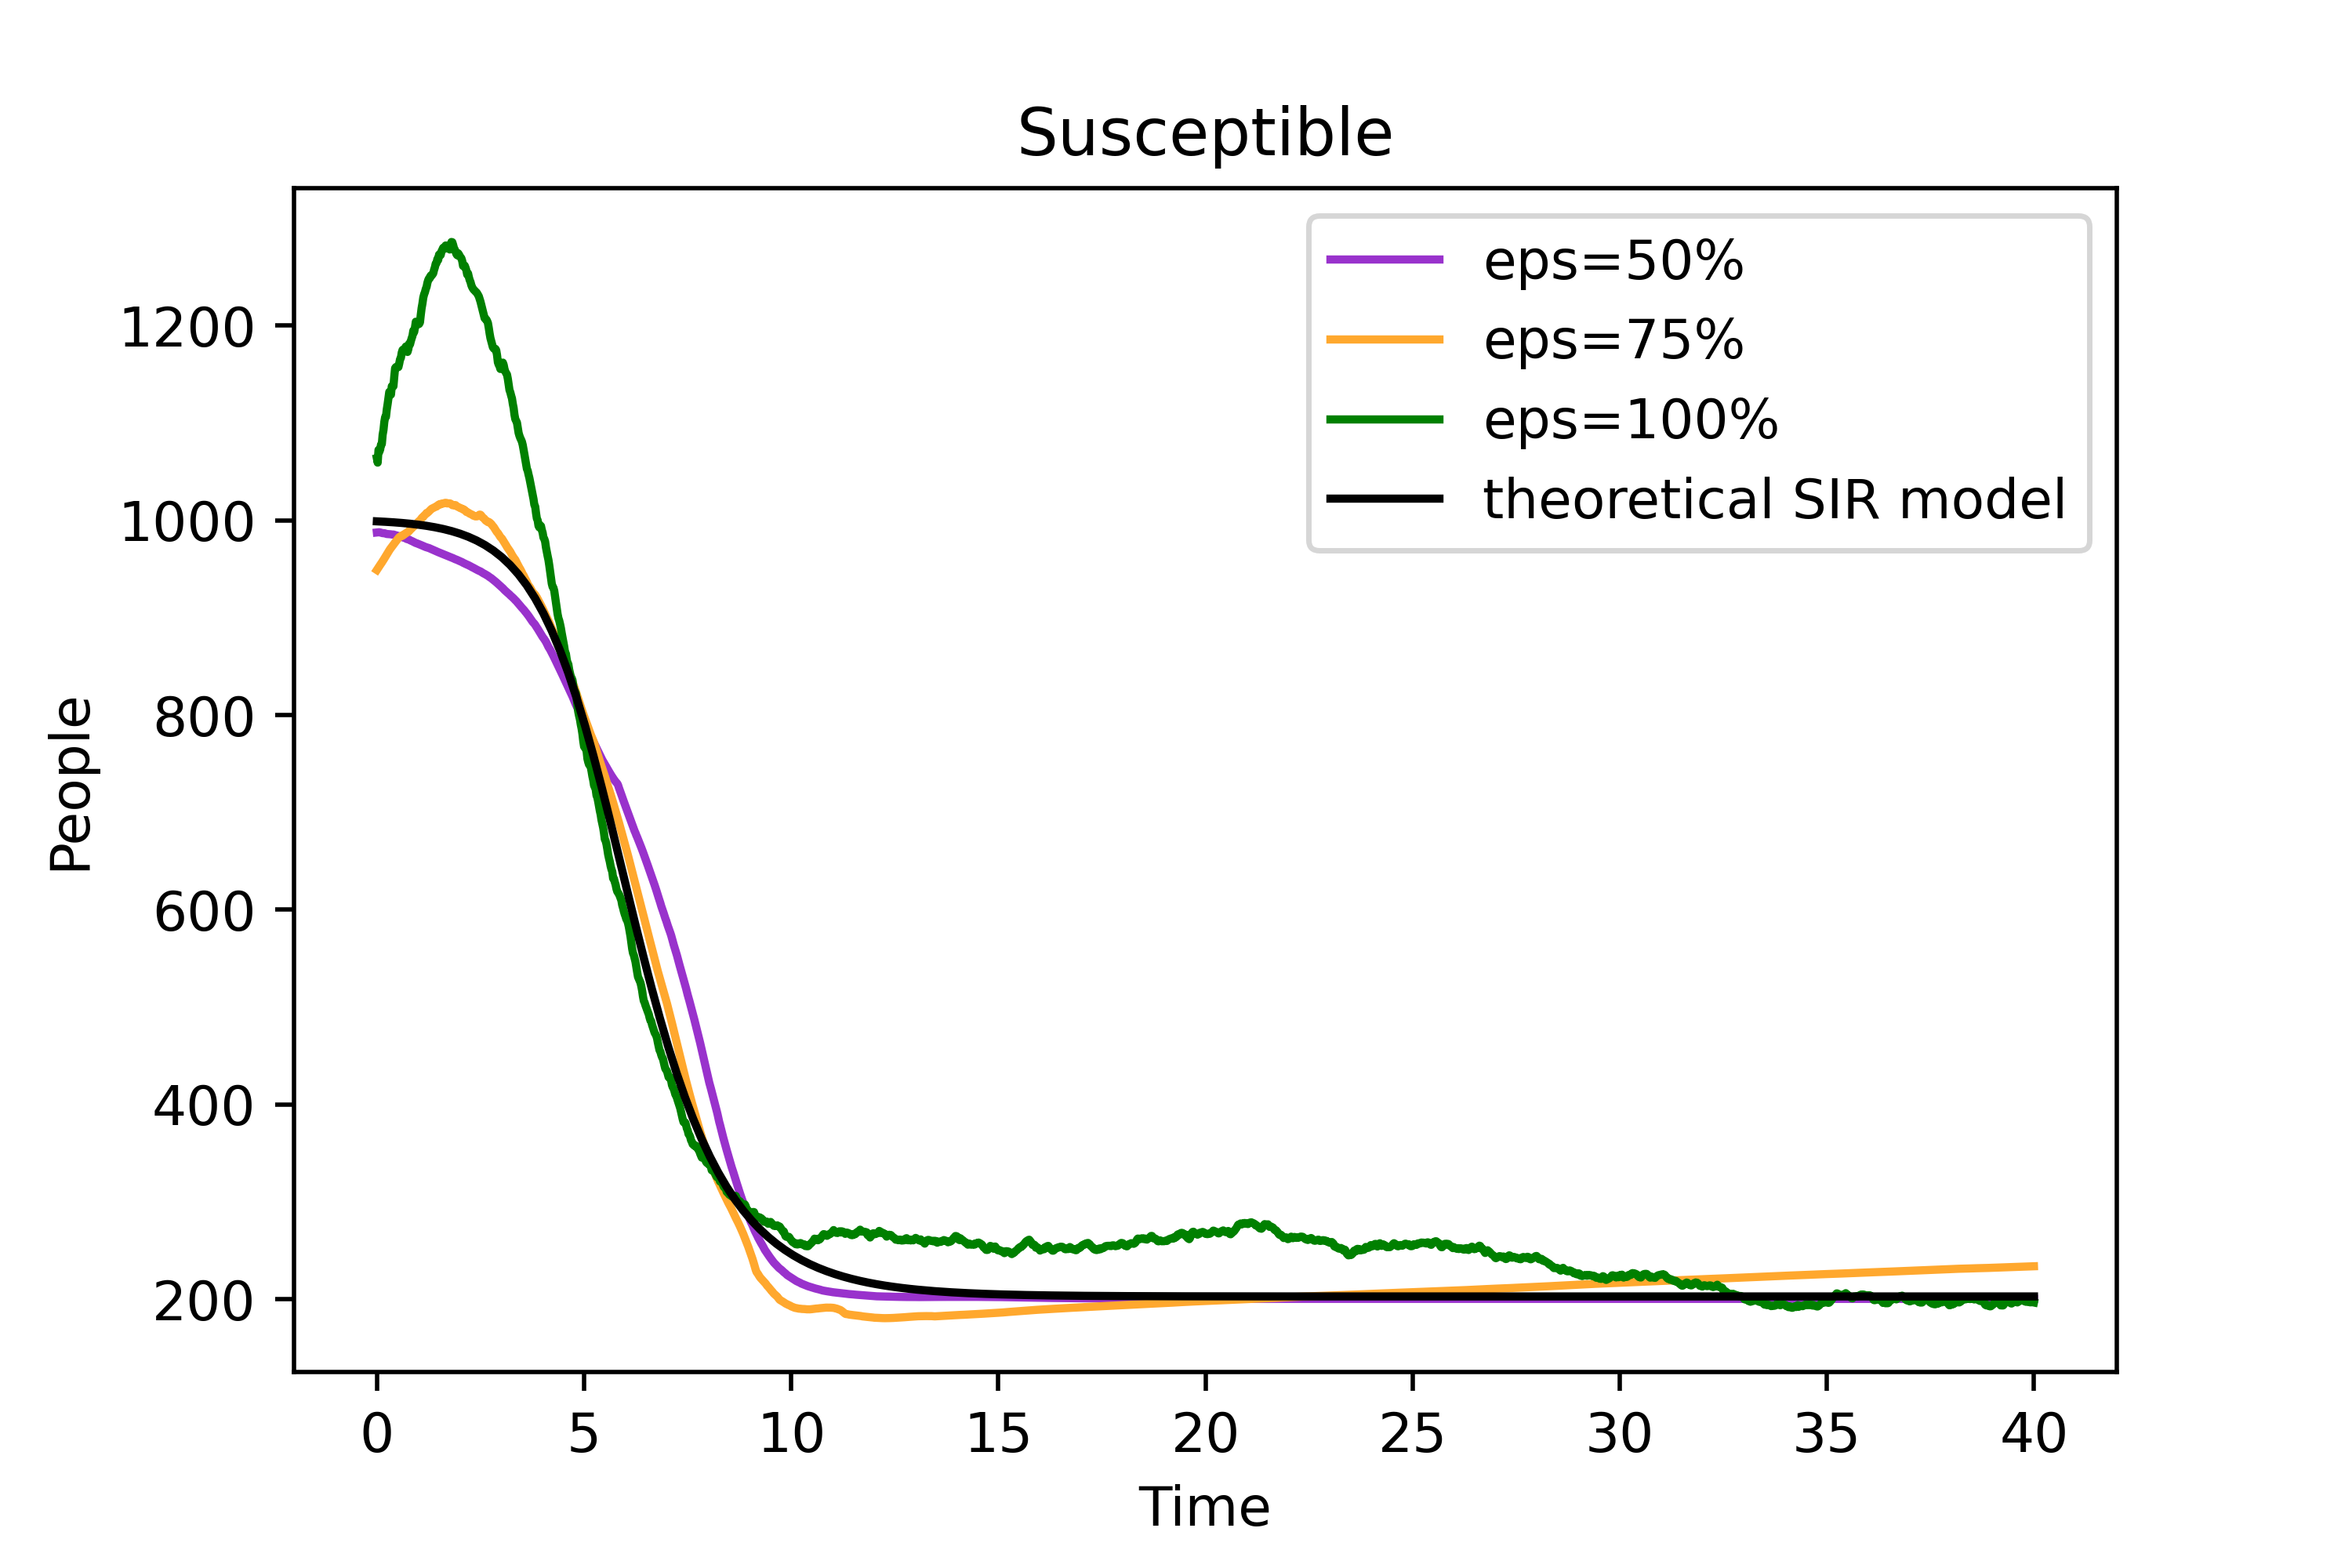 Susceptible
eps=50%
eps=75%
eps=100%
theoretical SIR model
People
1200
1000
800
600
400
200
0 5 10 15 20 25 30 35 40
Time